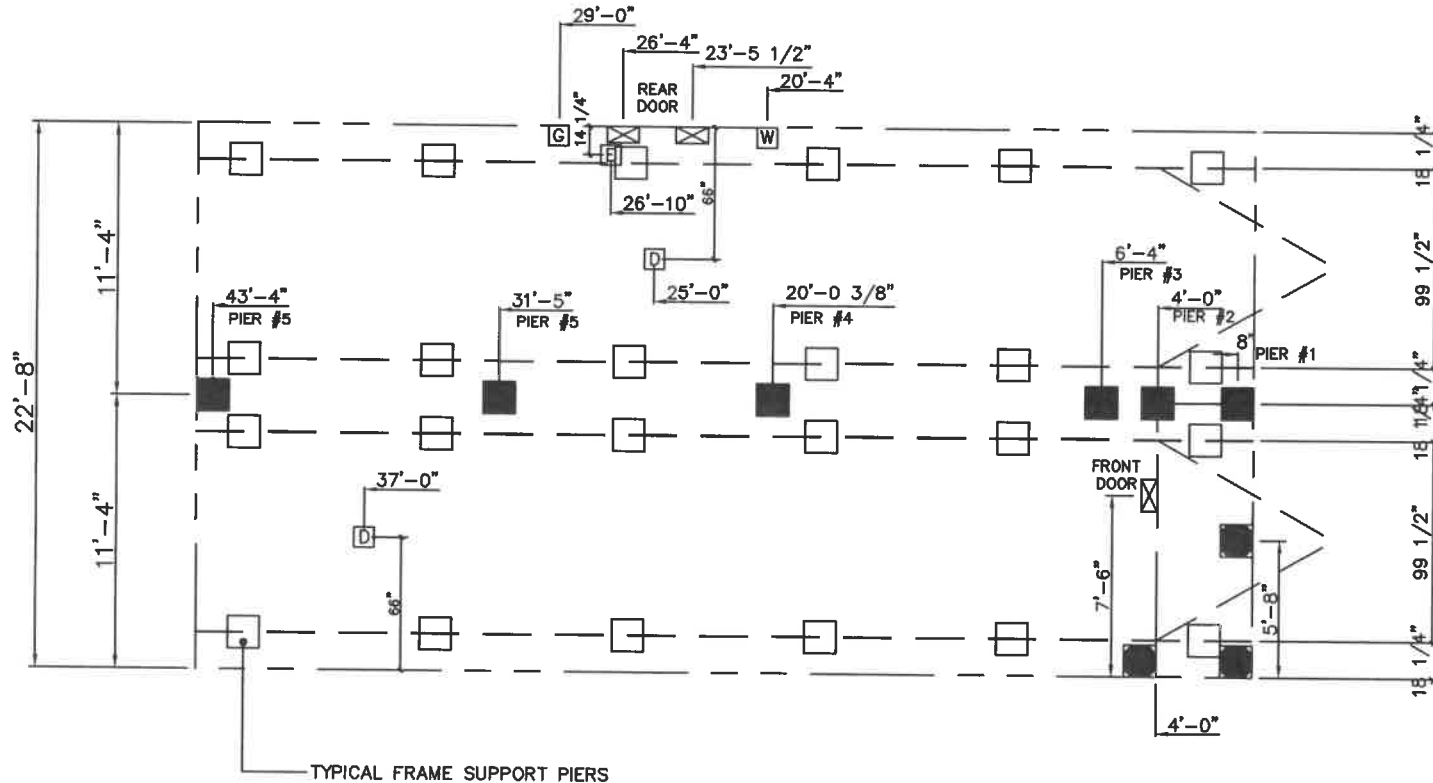 29'-0"
26'-4"
23'-5 1/2"
REAR
DOOR
20'-4"
G
14 1/4"
W
E
26'-10"
66"
18 1/4"
D
25'-0"
6'-4"
PIER #3
99 1/2"
11'-4"
43'-4"
PIER #5
31'-5"
PIER #5
20'-0 3/8"
PIER #4
4'-0"
PIER #2
8"
PIER #1
22'-8"
18 1/4"
FRONT
DOOR
37'-0"
D
11'-4"
66"
7'-6"
5'-8"
99 1/2"
18 1/4"
4'-0"
TYPICAL FRAME SUPPORT PIERS